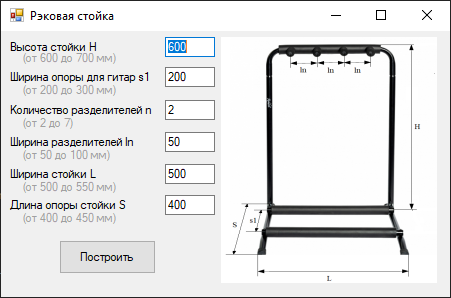 Рэковая стойка
Высота стойки H
(от 600 до 700 мм)
600
Ширина опоры для гитар s1
(от 200 до 300 мм)
200
Количество разделителей n
(от 2 до 7)
2
Ширина разделителей ln
(от 50 до 100 мм)
50
Ширина стойки L
(от 500 до 550 мм)
500
Длина опоры стойки S
(от 400 до 450 мм)
400
Построить
ln
ln
ln
H
S
s1
L